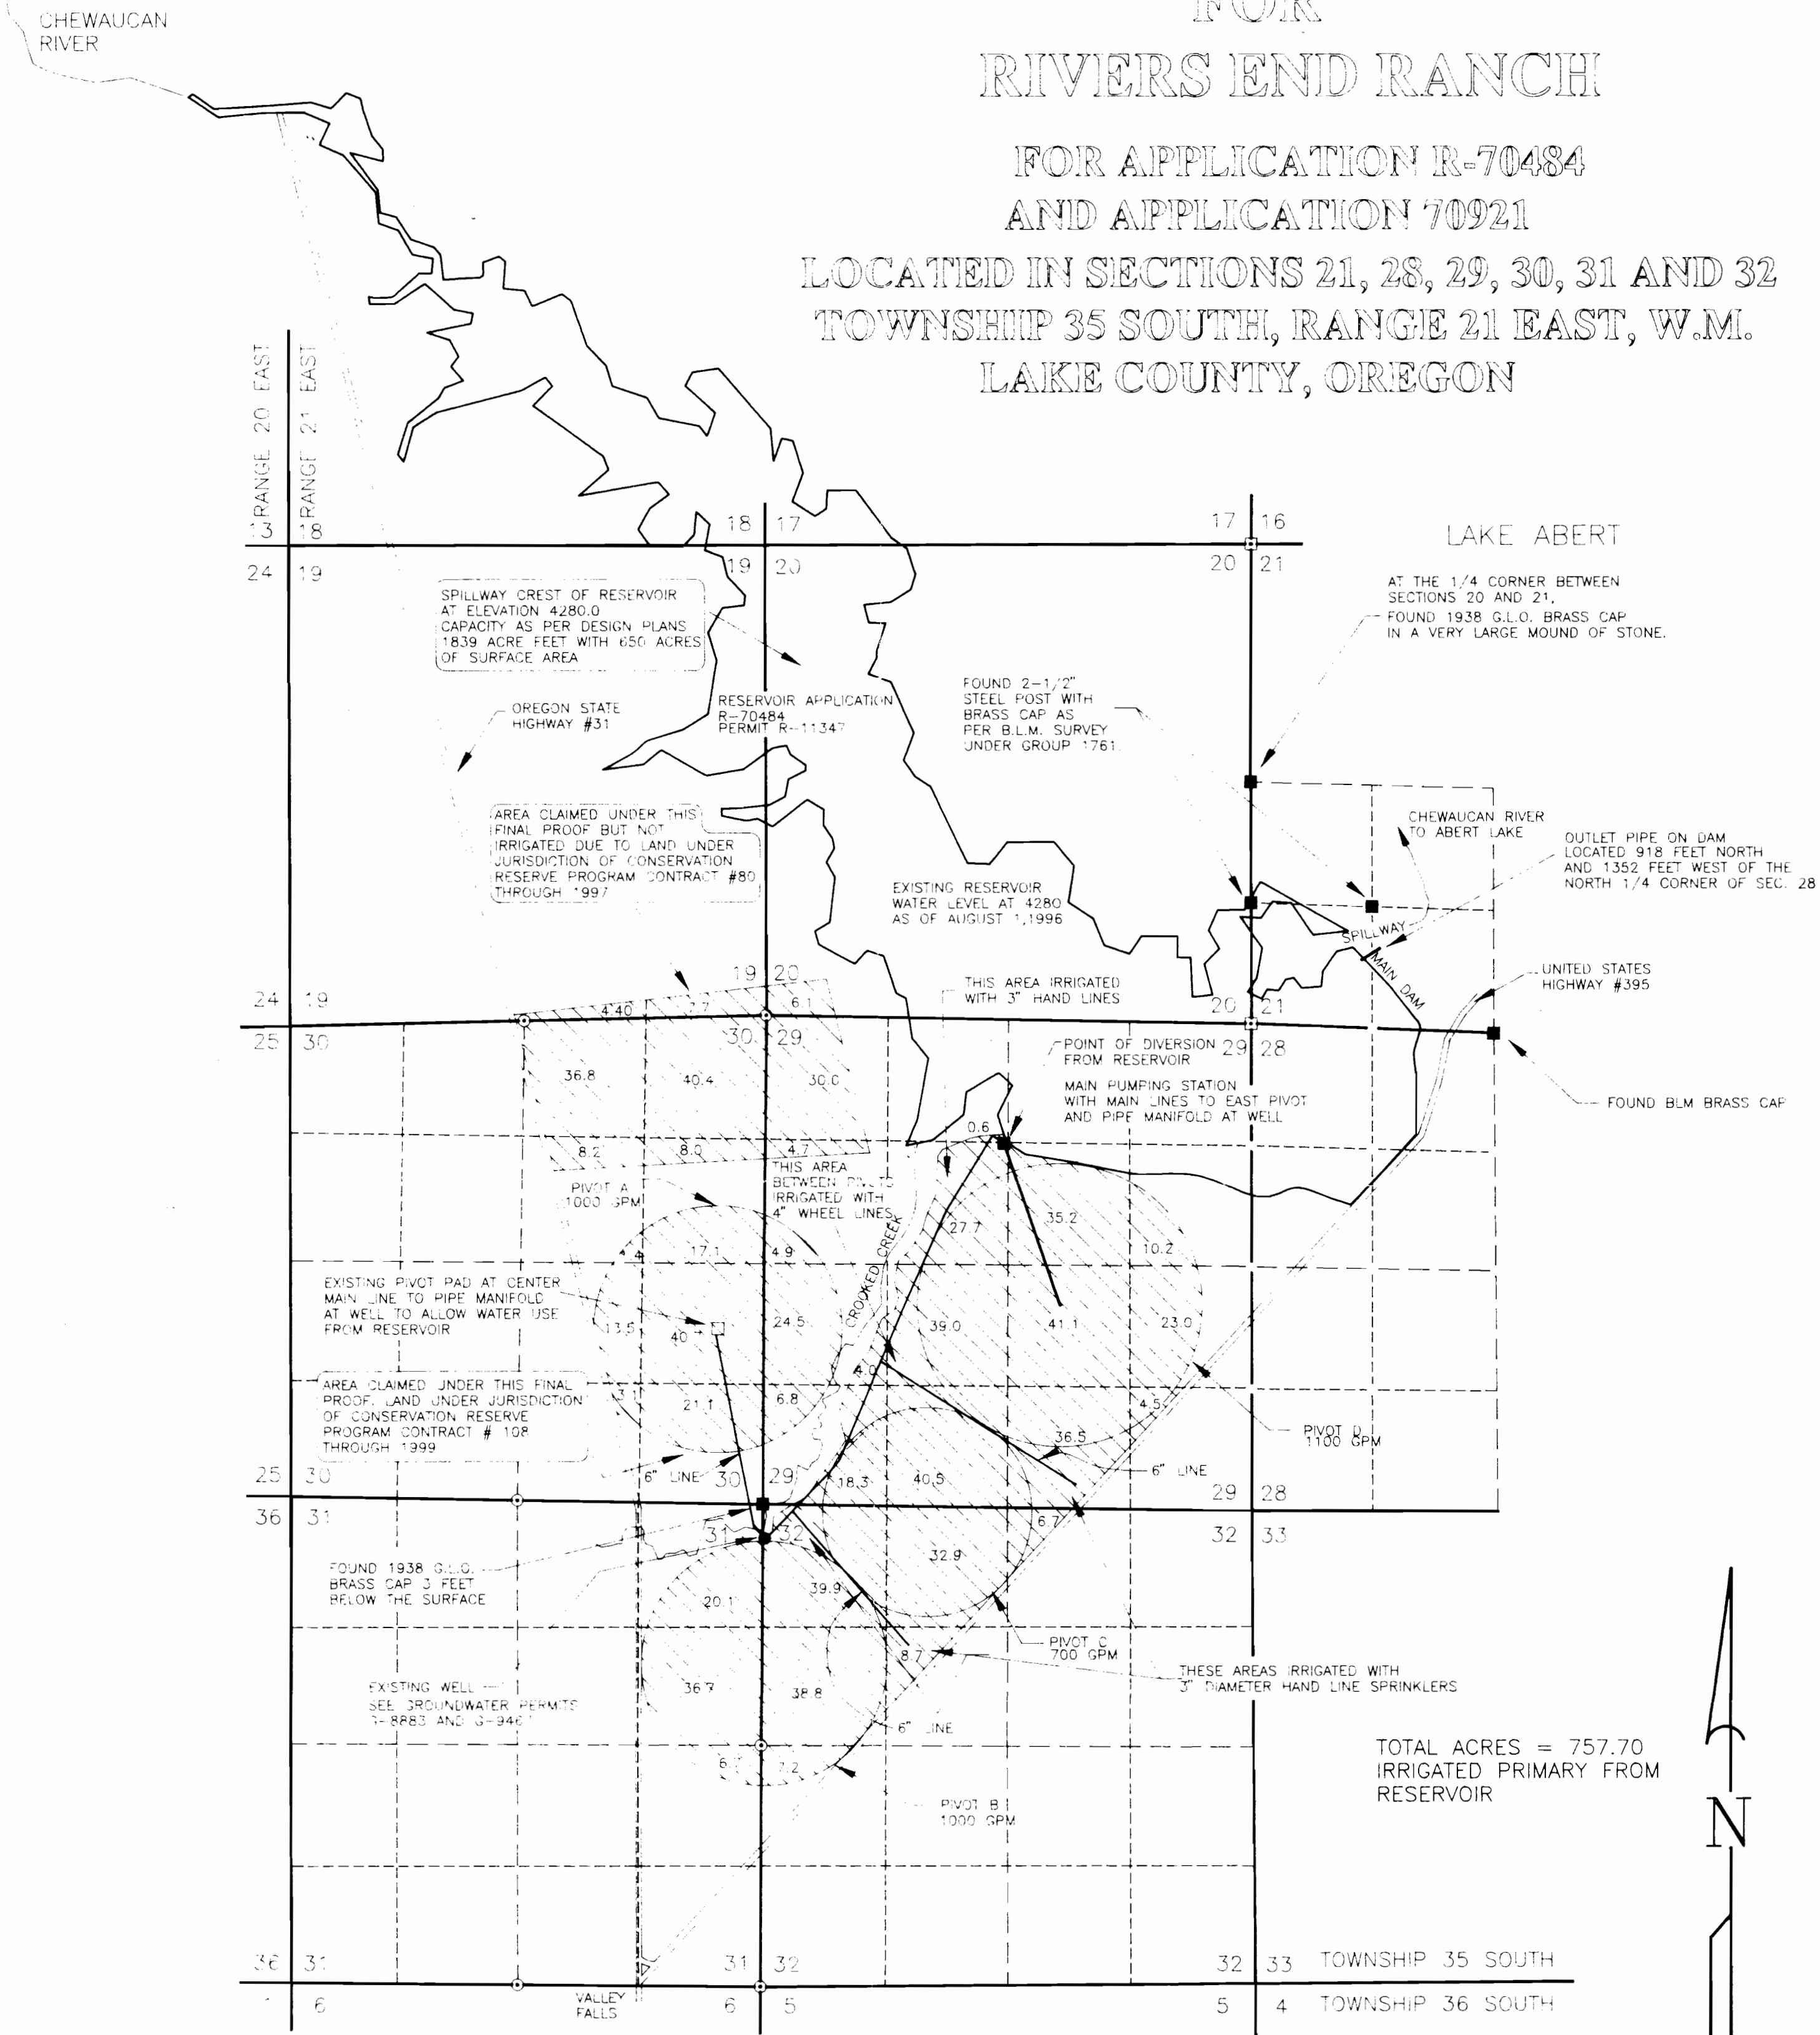 CHEWAUCAN
RIVER
FOR
RIVERS END RANCH
FOR APPLICATION R-70484
AND APPLICATION 70921
LOCATED IN SECTIONS 21, 28, 29, 30, 31 AND 32
TOWNSHIP 35 SOUTH, RANGE 21 EAST, W.M.
LAKE COUNTY, OREGON
RANGE 20 EAST
RANGE 21 EAST
13 18
18 17
17 16
24 19
19 20
20 21
LAKE ABERT
AT THE 1/4 CORNER BETWEEN
SECTIONS 20 AND 21,
FOUND 1938 G.L.O. BRASS CAP
IN A VERY LARGE MOUND OF STONE.
SPILLWAY CREST OF RESERVOIR
AT ELEVATION 4280.0
CAPACITY AS PER DESIGN PLANS
1839 ACRE FEET WITH 650 ACRES
OF SURFACE AREA
OREGON STATE
HIGHWAY #31
RESERVOIR APPLICATION
R-70484
PERMIT R-11347
FOUND 2-1/2"
STEEL POST WITH
BRASS CAP AS
PER B.L.M. SURVEY
UNDER GROUP 1761.
AREA CLAIMED UNDER THIS
FINAL PROOF BUT NOT
IRRIGATED DUE TO LAND UNDER
JURISDICTION OF CONSERVATION
RESERVE PROGRAM CONTRACT #80
THROUGH 1997
CHEWAUCAN RIVER
TO ABERT LAKE
OUTLET PIPE ON DAM
LOCATED 918 FEET NORTH
AND 1352 FEET WEST OF THE
NORTH 1/4 CORNER OF SEC. 28
EXISTING RESERVOIR
WATER LEVEL AT 4280
AS OF AUGUST 1,1996
SPILLWAY
MAIN DAM
UNITED STATES
HIGHWAY #395
THIS AREA IRRIGATED
WITH 3" HAND LINES
24 19
19 20
20 21
4.40
7.7
6.1
25 30
30 29
29 28
POINT OF DIVERSION
FROM RESERVOIR
MAIN PUMPING STATION
WITH MAIN LINES TO EAST PIVOT
AND PIPE MANIFOLD AT WELL
FOUND BLM BRASS CAP
36.8
40.4
30.0
0.6
8.2
8.0
4.7
THIS AREA
BETWEEN PIVOTS
IRRIGATED WITH
4" WHEEL LINES
PIVOT A
1000 GPM
CROOKED CREEK
27.7
35.2
10.2
17.1
4.9
EXISTING PIVOT PAD AT CENTER
MAIN LINE TO PIPE MANIFOLD
AT WELL TO ALLOW WATER USE
FROM RESERVOIR
13.5
40
24.5
39.0
41.1
23.0
4.0
AREA CLAIMED UNDER THIS FINAL
PROOF. LAND UNDER JURISDICTION
OF CONSERVATION RESERVE
PROGRAM CONTRACT # 108
THROUGH 1999
21.1
6.8
4.5
36.5
PIVOT D
1100 GPM
6" LINE
6" LINE
18.3
40.5
25 30
30 29
29 28
36 31
31 32
32 33
6.7
32.9
FOUND 1938 G.L.O.
BRASS CAP 3 FEET
BELOW THE SURFACE
39.9
20.1
PIVOT C
700 GPM
8.7
THESE AREAS IRRIGATED WITH
3" DIAMETER HAND LINE SPRINKLERS
EXISTING WELL
SEE GROUNDWATER PERMITS
G-8883 AND
36.7
38.8
6" LINE
7.2
TOTAL ACRES = 757.70
IRRIGATED PRIMARY FROM
RESERVOIR
PIVOT B
1000 GPM
N
36 31
31 32
32 33
TOWNSHIP 35 SOUTH
6
6 5
5 4
TOWNSHIP 36 SOUTH
VALLEY
FALLS